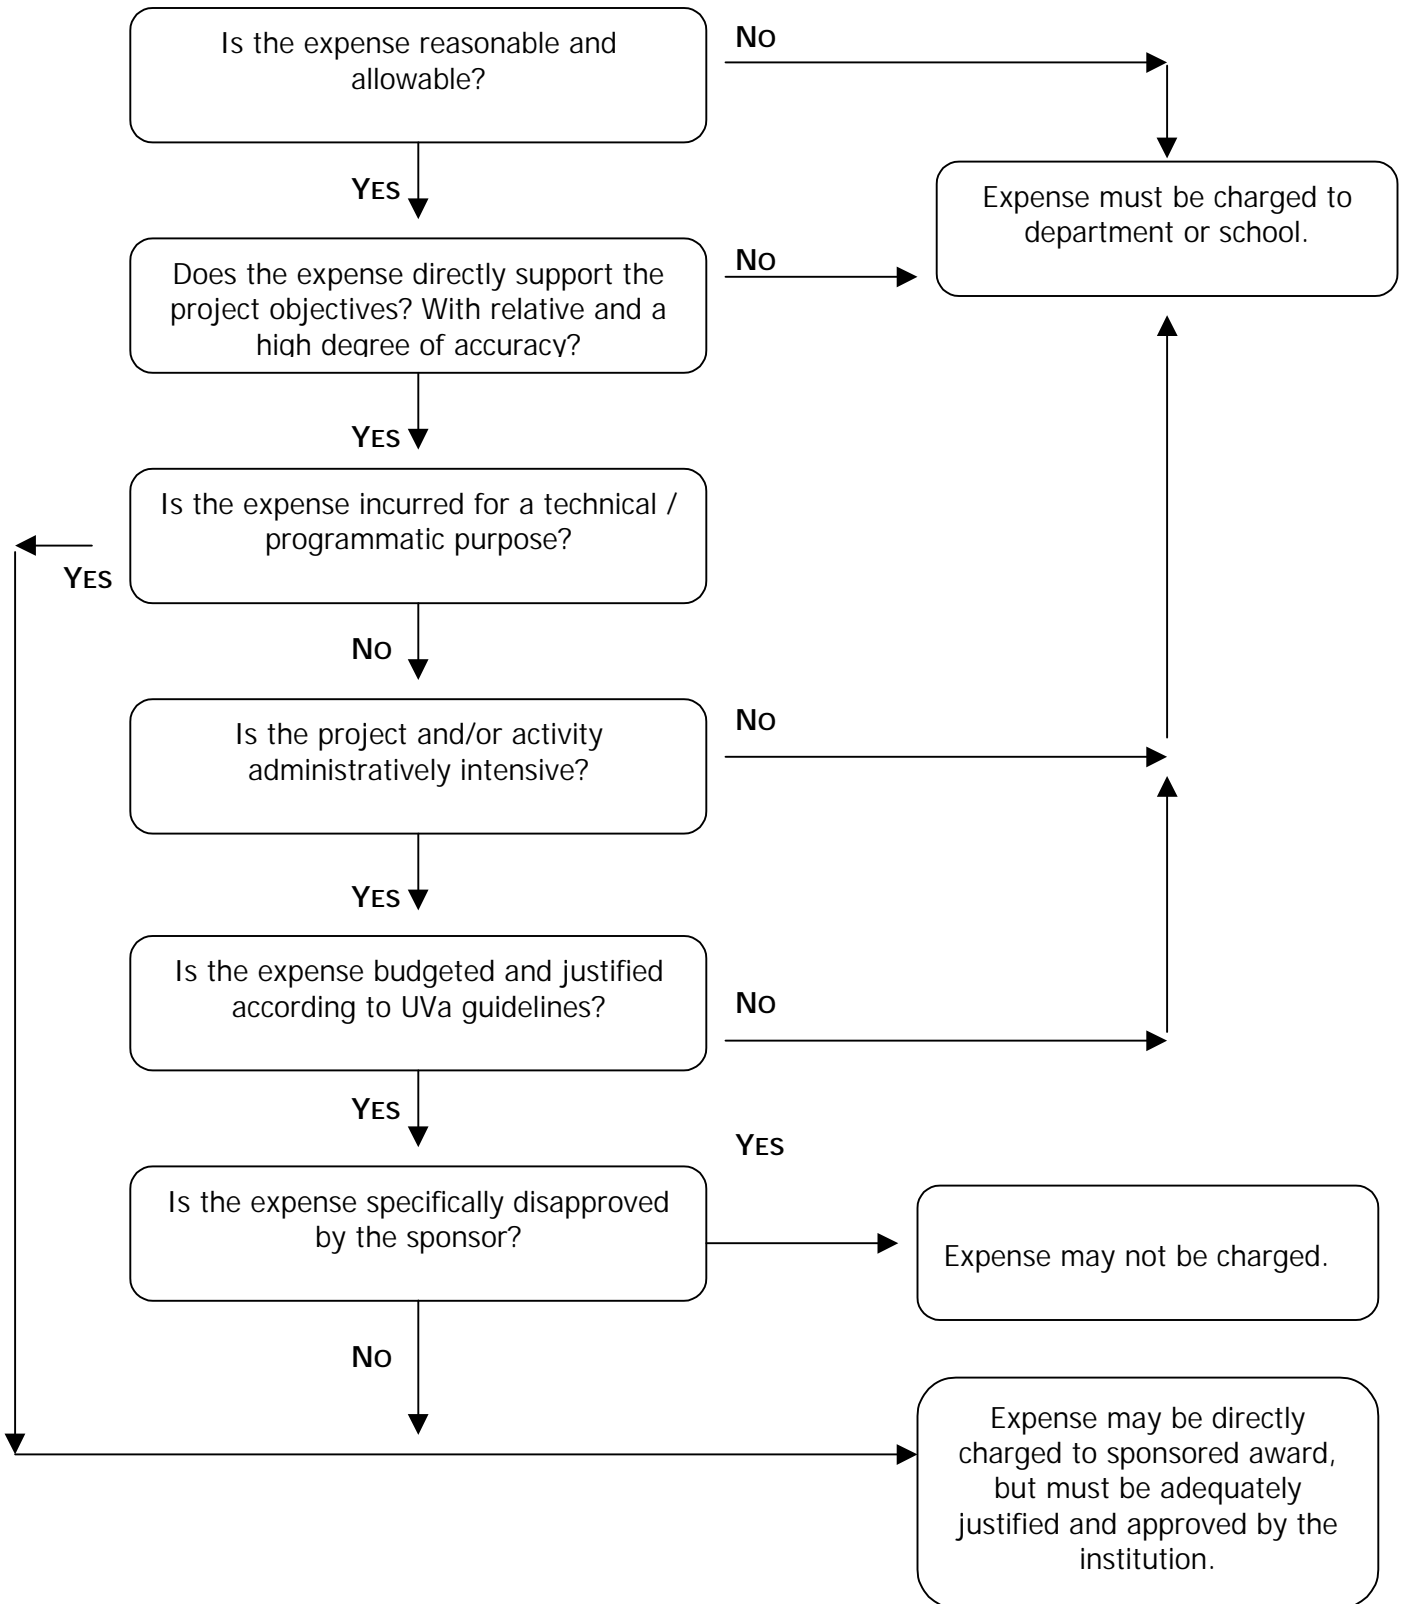 Is the expense reasonable and
allowable?
NO
YES
Expense must be charged to
department or school.
Does the expense directly support the
project objectives? With relative and a
high degree of accuracy?
NO
YES
Is the expense incurred for a technical /
programmatic purpose?
YES
NO
Is the project and/or activity
administratively intensive?
NO
YES
Is the expense budgeted and justified
according to UVa guidelines?
NO
YES
YES
Is the expense specifically disapproved
by the sponsor?
Expense may not be charged.
NO
Expense may be directly
charged to sponsored award,
but must be adequately
justified and approved by the
institution.